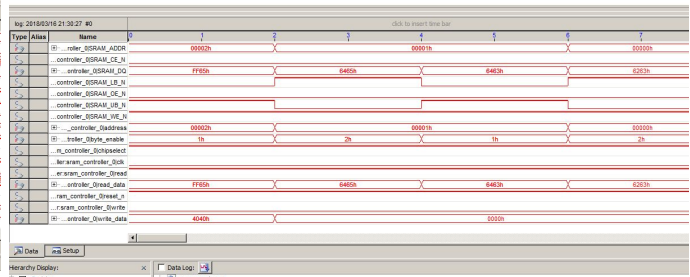 log: 2018/03/16 21:30:27 #0 click to insert time bar
Type Alias Name 0 1 2 3 4 5 6 7
...roller_0|SRAM_ADDR 00002h 00001h 00000h
...controller_0|SRAM_CE_N
...ontroller_0|SRAM_DQ FF65h 6465h 6463h 6263h
...controller_0|SRAM_LB_N
...controller_0|SRAM_OE_N
...controller_0|SRAM_UB_N
...controller_0|SRAM_WE_N
..._controller_0|address 00002h 00001h 00000h
...troller_0|byte_enable 1h 2h 1h 2h
...m_controller_0|chipselect
...ller:sram_controller_0|clk
...er:sram_controller_0|read
...ontroller_0|read_data FF65h 6465h 6463h 6263h
...ram_controller_0|reset_n
...r:sram_controller_0|write
...ontroller_0|write_data 4040h 0000h
Data Setup
Hierarchy Display: × Data Log: